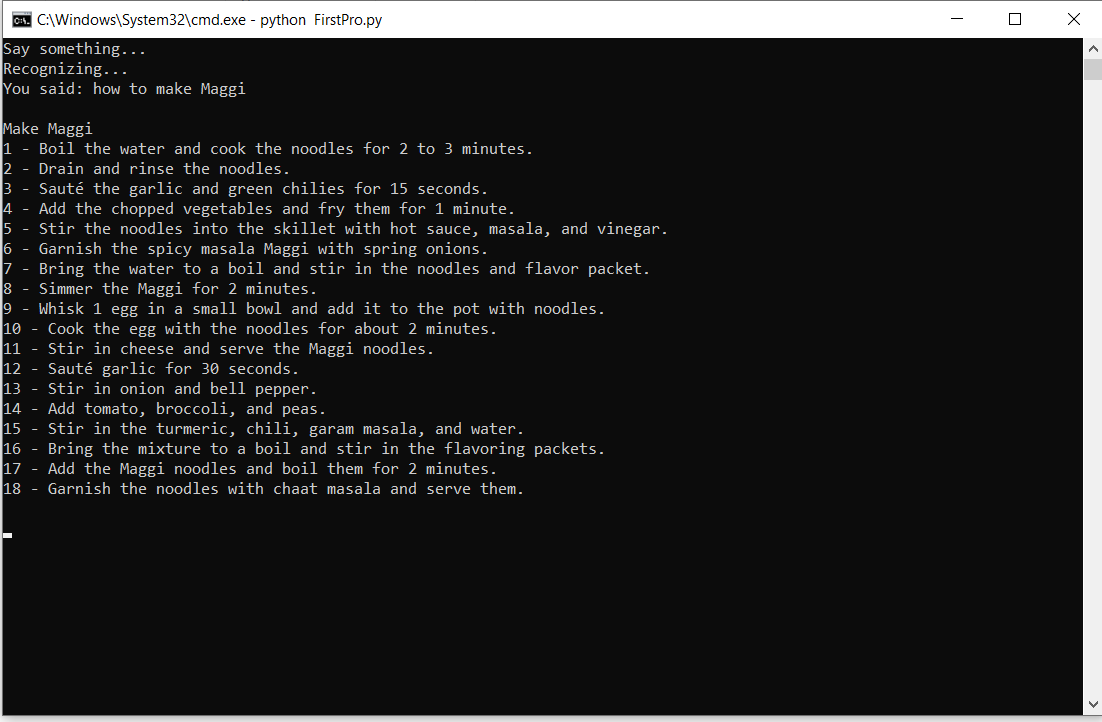 C:\Windows\System32\cmd.exe - python  FirstPro.py
Say something...
Recognizing...
You said: how to make Maggi
Make Maggi
1 - Boil the water and cook the noodles for 2 to 3 minutes.
2 - Drain and rinse the noodles.
3 - Sauté the garlic and green chilies for 15 seconds.
4 - Add the chopped vegetables and fry them for 1 minute.
5 - Stir the noodles into the skillet with hot sauce, masala, and vinegar.
6 - Garnish the spicy masala Maggi with spring onions.
7 - Bring the water to a boil and stir in the noodles and flavor packet.
8 - Simmer the Maggi for 2 minutes.
9 - Whisk 1 egg in a small bowl and add it to the pot with noodles.
10 - Cook the egg with the noodles for about 2 minutes.
11 - Stir in cheese and serve the Maggi noodles.
12 - Sauté garlic for 30 seconds.
13 - Stir in onion and bell pepper.
14 - Add tomato, broccoli, and peas.
15 - Stir in the turmeric, chili, garam masala, and water.
16 - Bring the mixture to a boil and stir in the flavoring packets.
17 - Add the Maggi noodles and boil them for 2 minutes.
18 - Garnish the noodles with chaat masala and serve them.